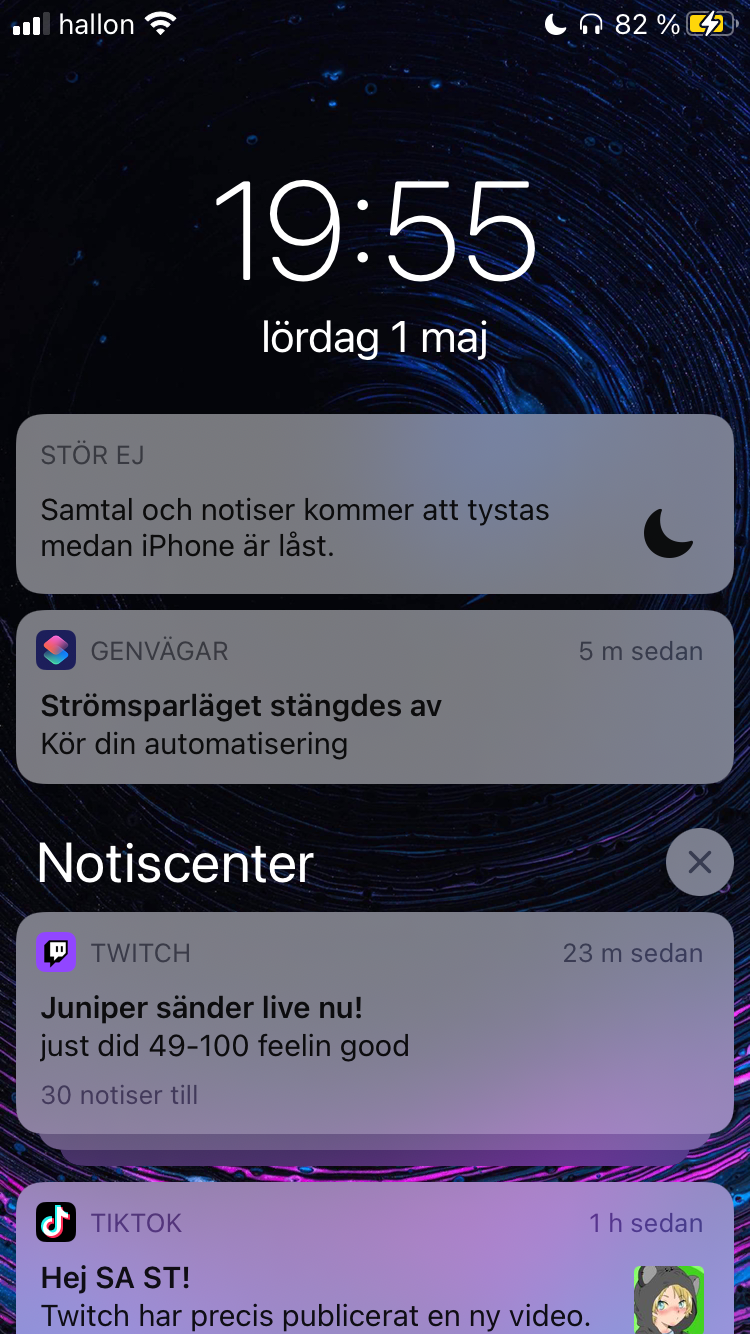 hallon 82 %
19:55
lördag 1 maj
STÖR EJ
Samtal och notiser kommer att tystas
medan iPhone är låst.
GENVÄGAR 5 m sedan
Strömsparläget stängdes av
Kör din automatisering
Notiscenter
TWITCH 23 m sedan
Juniper sänder live nu!
just did 49-100 feelin good
30 notiser till
TIKTOK 1 h sedan
Hej SA ST!
Twitch har precis publicerat en ny video.